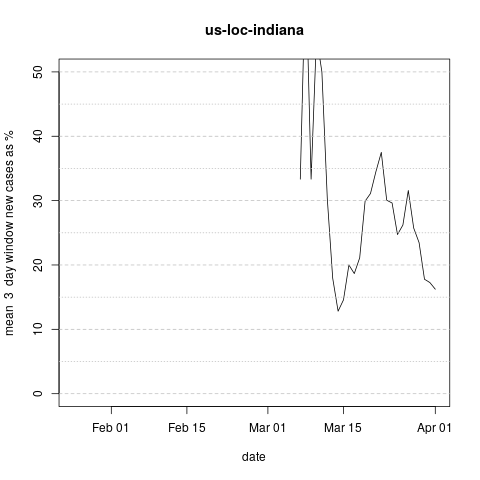 us-loc-indiana
mean  3  day window new cases as %
50
40
30
20
10
0
Feb 01
Feb 15
Mar 01
Mar 15
Apr 01
date